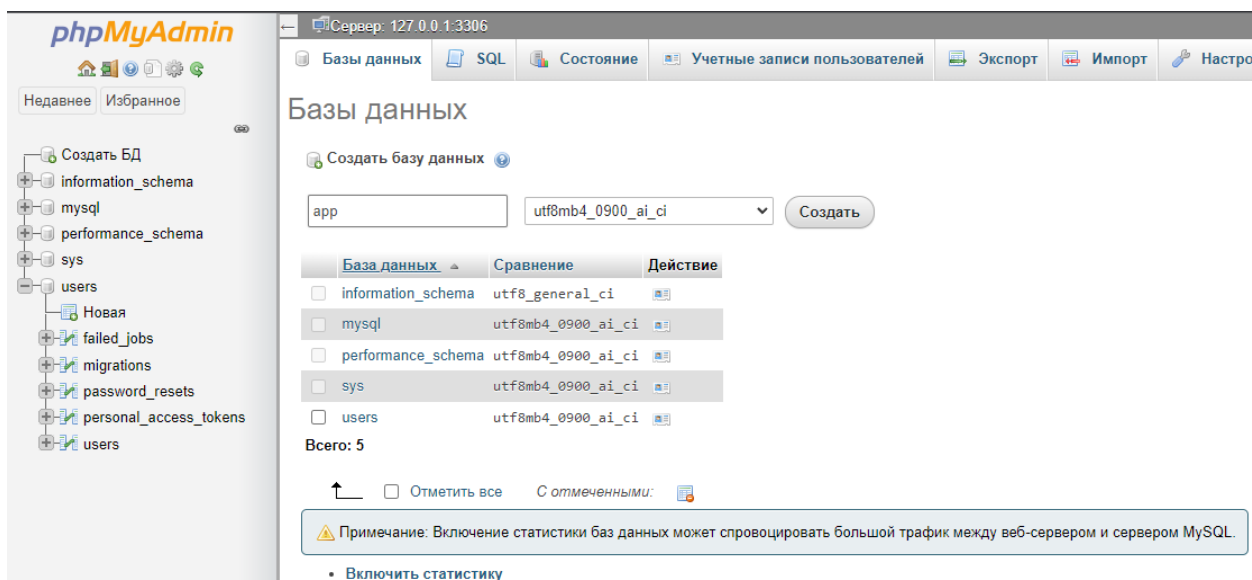 phpMyAdmin
Недавнее Избранное
Создать БД
information_schema
mysql
performance_schema
sys
users
Новая
failed_jobs
migrations
password_resets
personal_access_tokens
users
← Сервер: 127.0.0.1:3306
Базы данных SQL Состояние Учетные записи пользователей Экспорт Импорт Настро
Базы данных
Создать базу данных
app utf8mb4_0900_ai_ci Создать
База данных Сравнение Действие
information_schema utf8_general_ci
mysql utf8mb4_0900_ai_ci
performance_schema utf8mb4_0900_ai_ci
sys utf8mb4_0900_ai_ci
users utf8mb4_0900_ai_ci
Всего: 5
Отметить все С отмеченными:
Примечание: Включение статистики баз данных может спровоцировать большой трафик между веб-сервером и сервером MySQL.
• Включить статистику